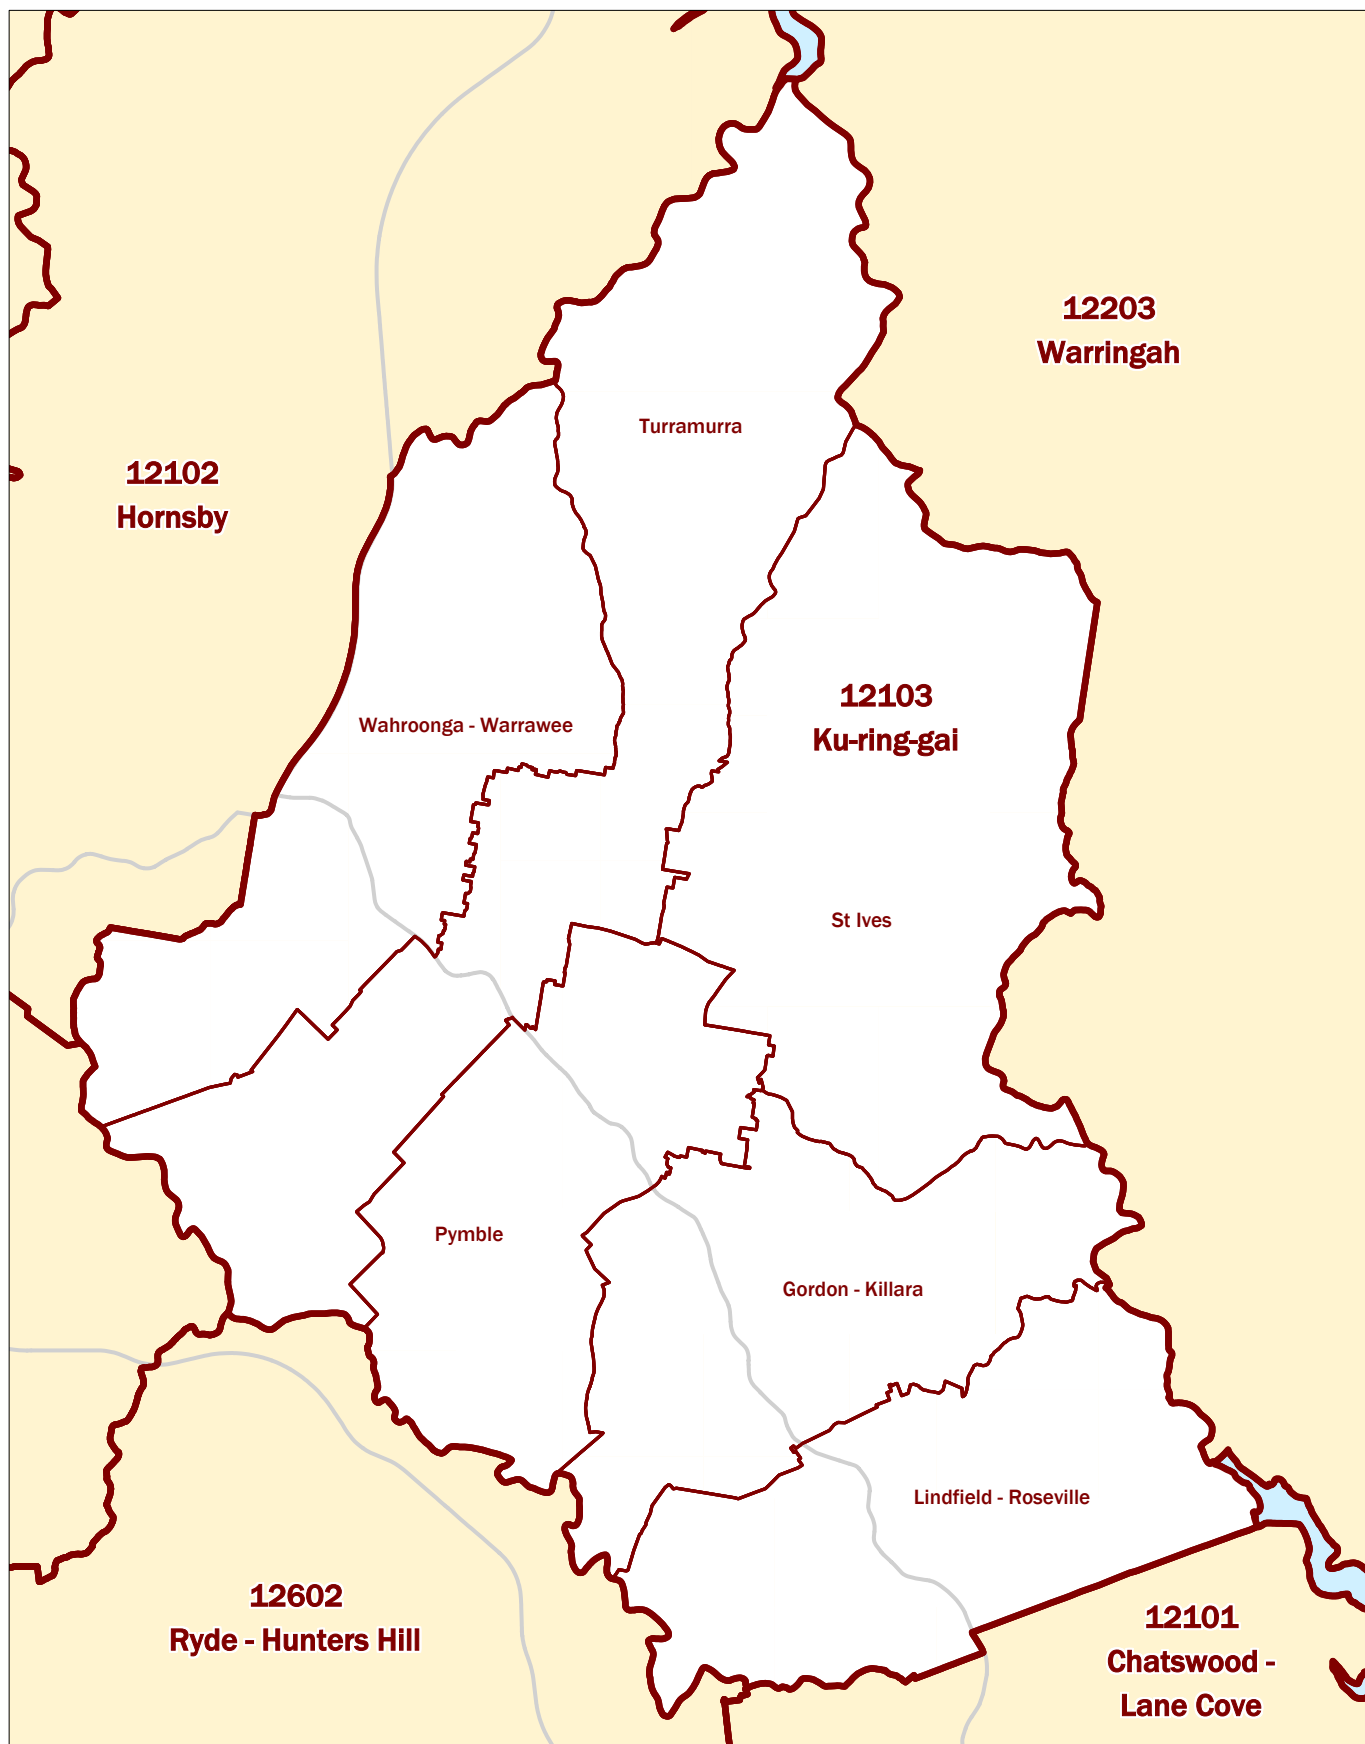 12203
Warringah
Turramurra
12102
Hornsby
12103
Ku-ring-gai
Wahroonga - Warrawee
St Ives
Pymble
Gordon - Killara
Lindfield - Roseville
12602
Ryde - Hunters Hill
12101
Chatswood -
Lane Cove